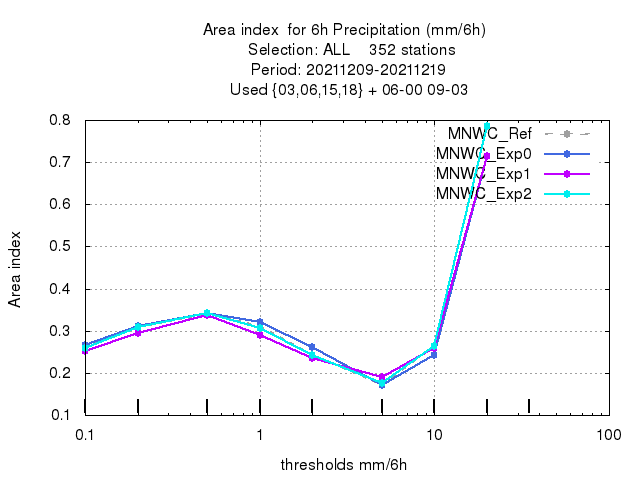 Area index  for 6h Precipitation (mm/6h)
Selection: ALL    352 stations
Period: 20211209-20211219
Used {03,06,15,18} + 06-00 09-03
0.8
0.7
0.6
0.5
0.4
0.3
0.2
0.1
Area index
MNWC_Ref
MNWC_Exp0
MNWC_Exp1
MNWC_Exp2
0.1 1 10 100
thresholds mm/6h